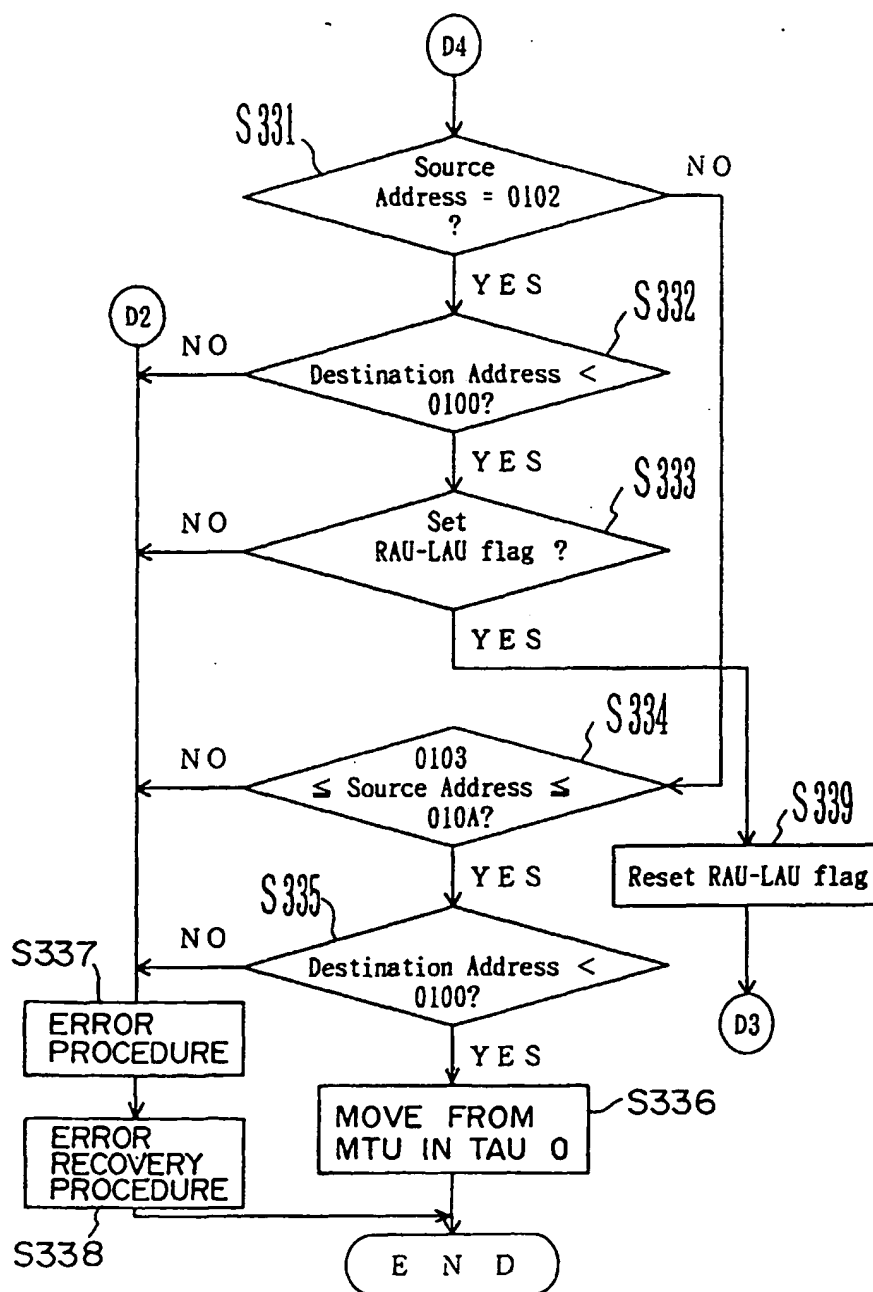 D4
S331
Source
Address = 0102
?
NO
YES
S332
D2
NO
Destination Address <
0100?
YES
S333
NO
Set
RAU-LAU flag ?
YES
S334
NO
0103
≦ Source Address ≦
010A?
S339
Reset RAU-LAU flag
YES
S335
NO
Destination Address <
0100?
S337
ERROR
PROCEDURE
D3
YES
S336
MOVE FROM
MTU IN TAU 0
ERROR
RECOVERY
PROCEDURE
S338
END